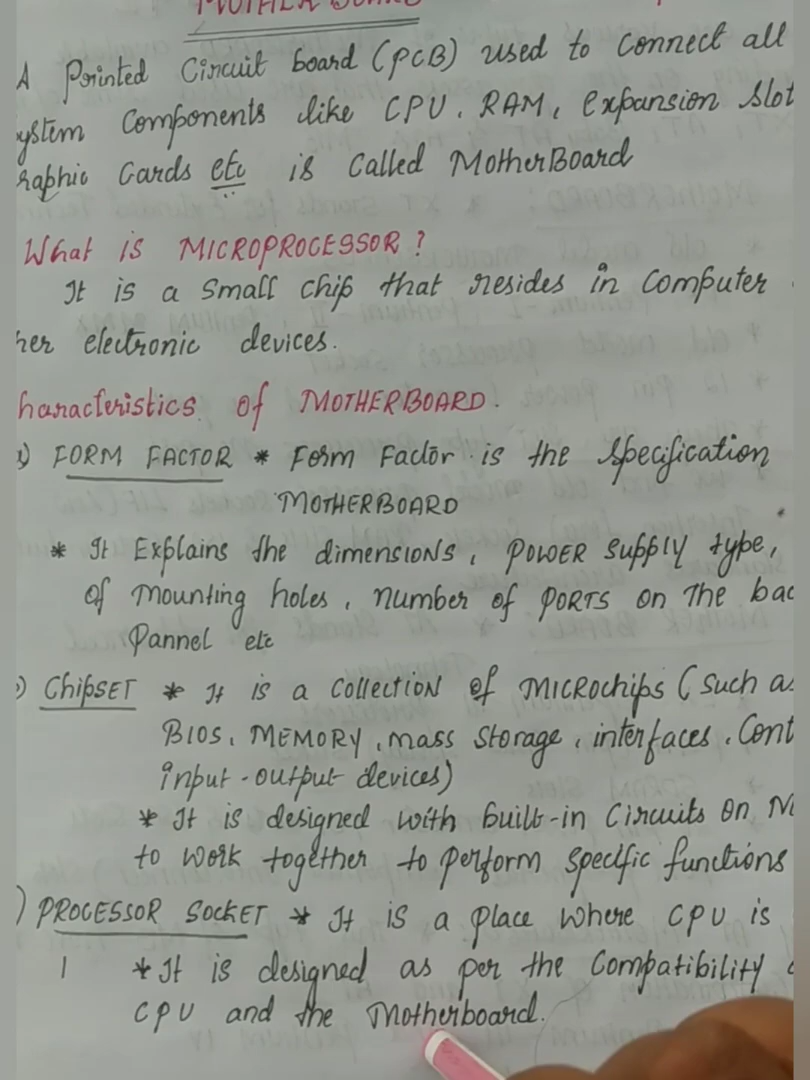 MOTHER BOARD
A Printed Circuit board (PCB) used to connect all
ystem Components like CPU, RAM, Expansion Slot
raphic Cards etc is Called MotherBoard
What is MICROPROCESSOR?
It is a Small chip that resides in Computer
her electronic devices.
haracteristics of MOTHERBOARD.
1) FORM FACTOR * Form Factor is the Specification
MOTHERBOARD
* It Explains the dimensions, POWER Supply type,
of Mounting holes, number of PORTS on The bac
Pannel etc
) ChipSET * It is a Collection of MICROchips (Such a
BIOS, MEMORY, mass Storage, interfaces, Cont
input-output devices)
* It is designed with built-in Circuits On M
to work together to perform Specific functions
) PROCESSOR SOCKET * It is a Place where CPU is
* It is designed as per the Compatibility
CPU and the Motherboard.